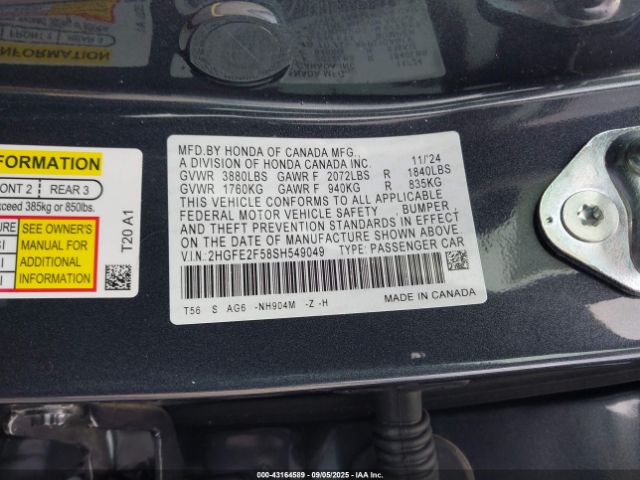 INFORMATION
FRONT 2 REAR 3
exceed 385kg or 850lbs.
SEE OWNER'S
MANUAL FOR
ADDITIONAL
INFORMATION
T20 A1
MFD.BY HONDA OF CANADA MFG.,
A DIVISION OF HONDA CANADA INC. 11/'24
GVWR 3880LBS GAWR F 2072LBS R 1840LBS
GVWR 1760KG GAWR F 940KG R 835KG
THIS VEHICLE CONFORMS TO ALL APPLICABLE
FEDERAL MOTOR VEHICLE SAFETY, BUMPER,
AND THEFT PREVENTION STANDARDS IN EFFECT
ON THE DATE OF MANUFACTURE SHOWN ABOVE.
V.I.N.:2HGFE2F58SH549049 TYPE: PASSENGER CAR
T56 S AG6 -NH904M -Z -H
MADE IN CANADA
000-43164589 | 09/05/2025 | IAA Inc.